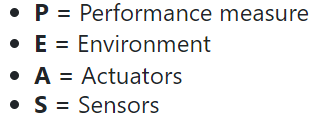 • P = Performance measure
• E = Environment
• A = Actuators
• S = Sensors